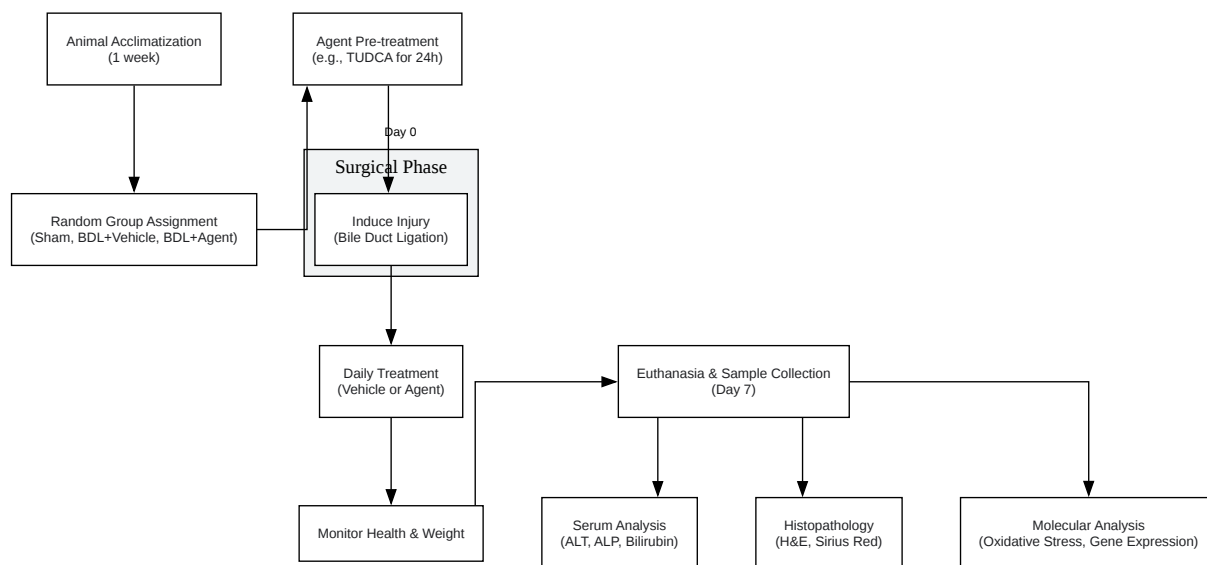 Animal Acclimatization
(1 week)
Agent Pre-treatment
(e.g., TUDCA for 24h)
Day 0
Surgical Phase
Random Group Assignment
(Sham, BDL+Vehicle, BDL+Agent)
Induce Injury
(Bile Duct Ligation)
Daily Treatment
(Vehicle or Agent)
Euthanasia & Sample Collection
(Day 7)
Monitor Health & Weight
Serum Analysis
(ALT, ALP, Bilirubin)
Histopathology
(H&E, Sirius Red)
Molecular Analysis
(Oxidative Stress, Gene Expression)